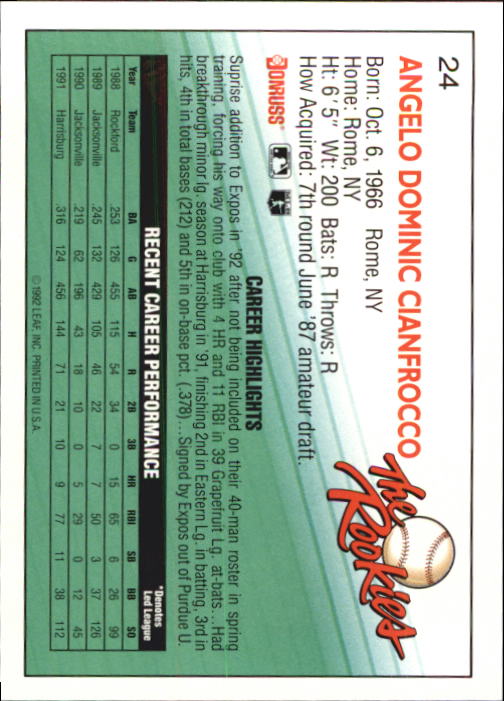 24
ANGELO DOMINIC CIANFROCCO
The Rookies
Born: Oct. 6, 1966 Rome, NY
Home: Rome, NY
Ht: 6' 5" Wt: 200 Bats: R Throws: R
How Acquired: 7th round June '87 amateur draft.
DONRUSS
CAREER HIGHLIGHTS
Suprise addition to Expos in '92 after not being included on their 40-man roster in spring
training, forcing his way onto club with 4 HR and 11 RBI in 39 Grapefruit Lg. at-bats...Had
breakthrough minor lg. season at Harrisburg in '91, finishing 2nd in Eastern Lg. in batting, 3rd in
hits, 4th in total bases (212) and 5th in on-base pct. (.378)...Signed by Expos out of Purdue U.
RECENT CAREER PERFORMANCE
*Denotes
Led League
Year Team BA G AB H R 2B 3B HR RBI SB BB SO
1988 Rockford .253 126 455 115 54 34 0 15 65 6 26 99
1989 Jacksonville .245 132 429 105 46 22 7 7 50 3 37 126
1990 Jacksonville .219 62 196 43 18 10 0 5 29 0 12 45
1991 Harrisburg .316 124 456 144 71 21 10 9 77 11 38 112
©1992 LEAF, INC. PRINTED IN U.S.A.